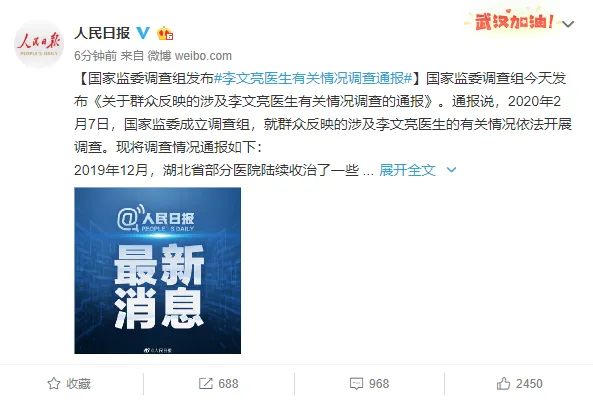 武汉加油!
人民日报
人民日报
PEOPLE'S DAILY
6分钟前 来自 微博 weibo.com
【国家监委调查组发布#李文亮医生有关情况调查通报#】国家监委调查组今天发
布《关于群众反映的涉及李文亮医生有关情况调查的通报》。通报说，2020年2
月7日，国家监委成立调查组，就群众反映的涉及李文亮医生的有关情况依法开展
调查。现将调查情况通报如下：
2019年12月，湖北省部分医院陆续收治了一些 ... 展开全文
@人民日报
PEOPLE'S DAILY
最新
消息
@人民日报
收藏
688
968
2450